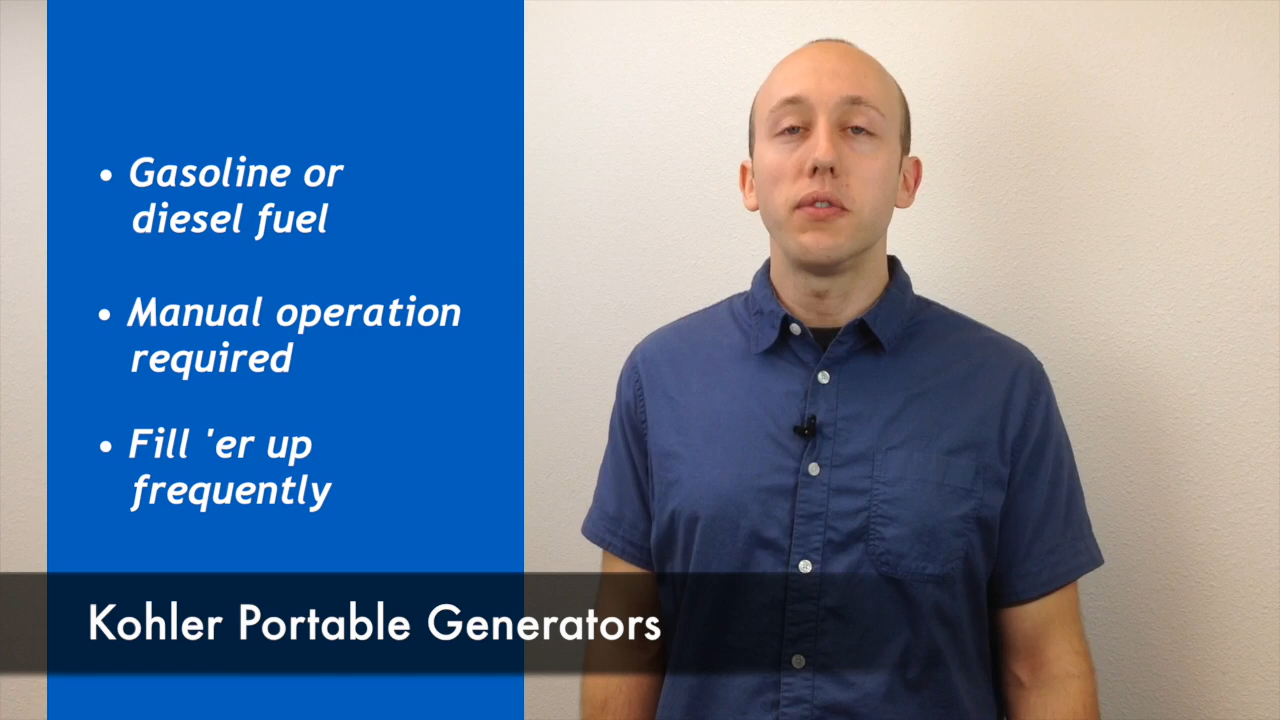 • Gasoline or
diesel fuel
• Manual operation
required
• Fill 'er up
frequently
Kohler Portable Generators